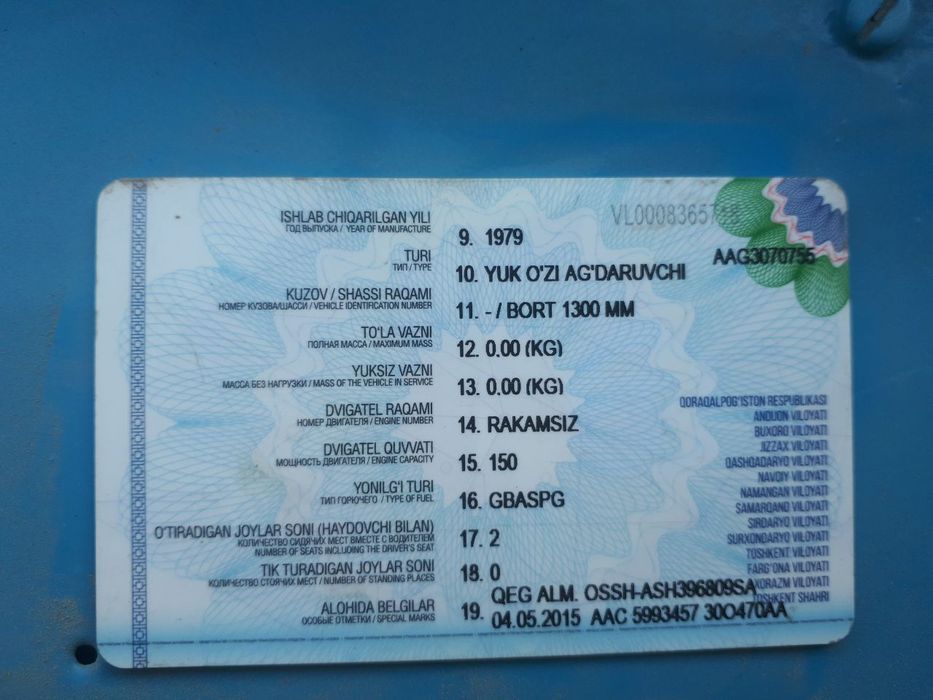 VL0008365718
AAG3070755
ISHLAB CHIQARILGAN YILI
ГОД ВЫПУСКА / YEAR OF MANUFACTURE
9. 1979
TURI
ТИП / TYPE
10. YUK O'ZI AG'DARUVCHI
KUZOV / SHASSI RAQAMI
НОМЕР КУЗОВА/ШАССИ / VEHICLE IDENTIFICATION NUMBER
11. - / BORT 1300 MM
TO'LA VAZNI
ПОЛНАЯ МАССА / MAXIMUM MASS
12. 0.00 (KG)
YUKSIZ VAZNI
МАССА БЕЗ НАГРУЗКИ / MASS OF THE VEHICLE IN SERVICE
13. 0.00 (KG)
DVIGATEL RAQAMI
НОМЕР ДВИГАТЕЛЯ / ENGINE NUMBER
14. RAKAMSIZ
DVIGATEL QUVVATI
МОЩНОСТЬ ДВИГАТЕЛЯ / ENGINE CAPACITY
15. 150
YONILG'I TURI
ТИП ГОРЮЧЕГО / TYPE OF FUEL
16. GBASPG
O'TIRADIGAN JOYLAR SONI (HAYDOVCHI BILAN)
КОЛИЧЕСТВО СИДЯЧИХ МЕСТ ВМЕСТЕ С ВОДИТЕЛЕМ
NUMBER OF SEATS INCLUDING THE DRIVER'S SEAT
17. 2
TIK TURADIGAN JOYLAR SONI
КОЛИЧЕСТВО СТОЯЧИХ МЕСТ / NUMBER OF STANDING PLACES
18. 0
ALOHIDA BELGILAR
ОСОБЫЕ ОТМЕТКИ / SPECIAL MARKS
19. QEG ALM. OSSH-ASH396809SA
04.05.2015 AAC 5993457 30O470AA
QORAQALPOG'ISTON RESPUBLIKASI
ANDIJON VILOYATI
BUXORO VILOYATI
JIZZAX VILOYATI
QASHQADARYO VILOYATI
NAVOIY VILOYATI
NAMANGAN VILOYATI
SAMARQAND VILOYATI
SIRDARYO VILOYATI
SURXONDARYO VILOYATI
TOSHKENT VILOYATI
FARG'ONA VILOYATI
XORAZM VILOYATI
TOSHKENT SHAHRI